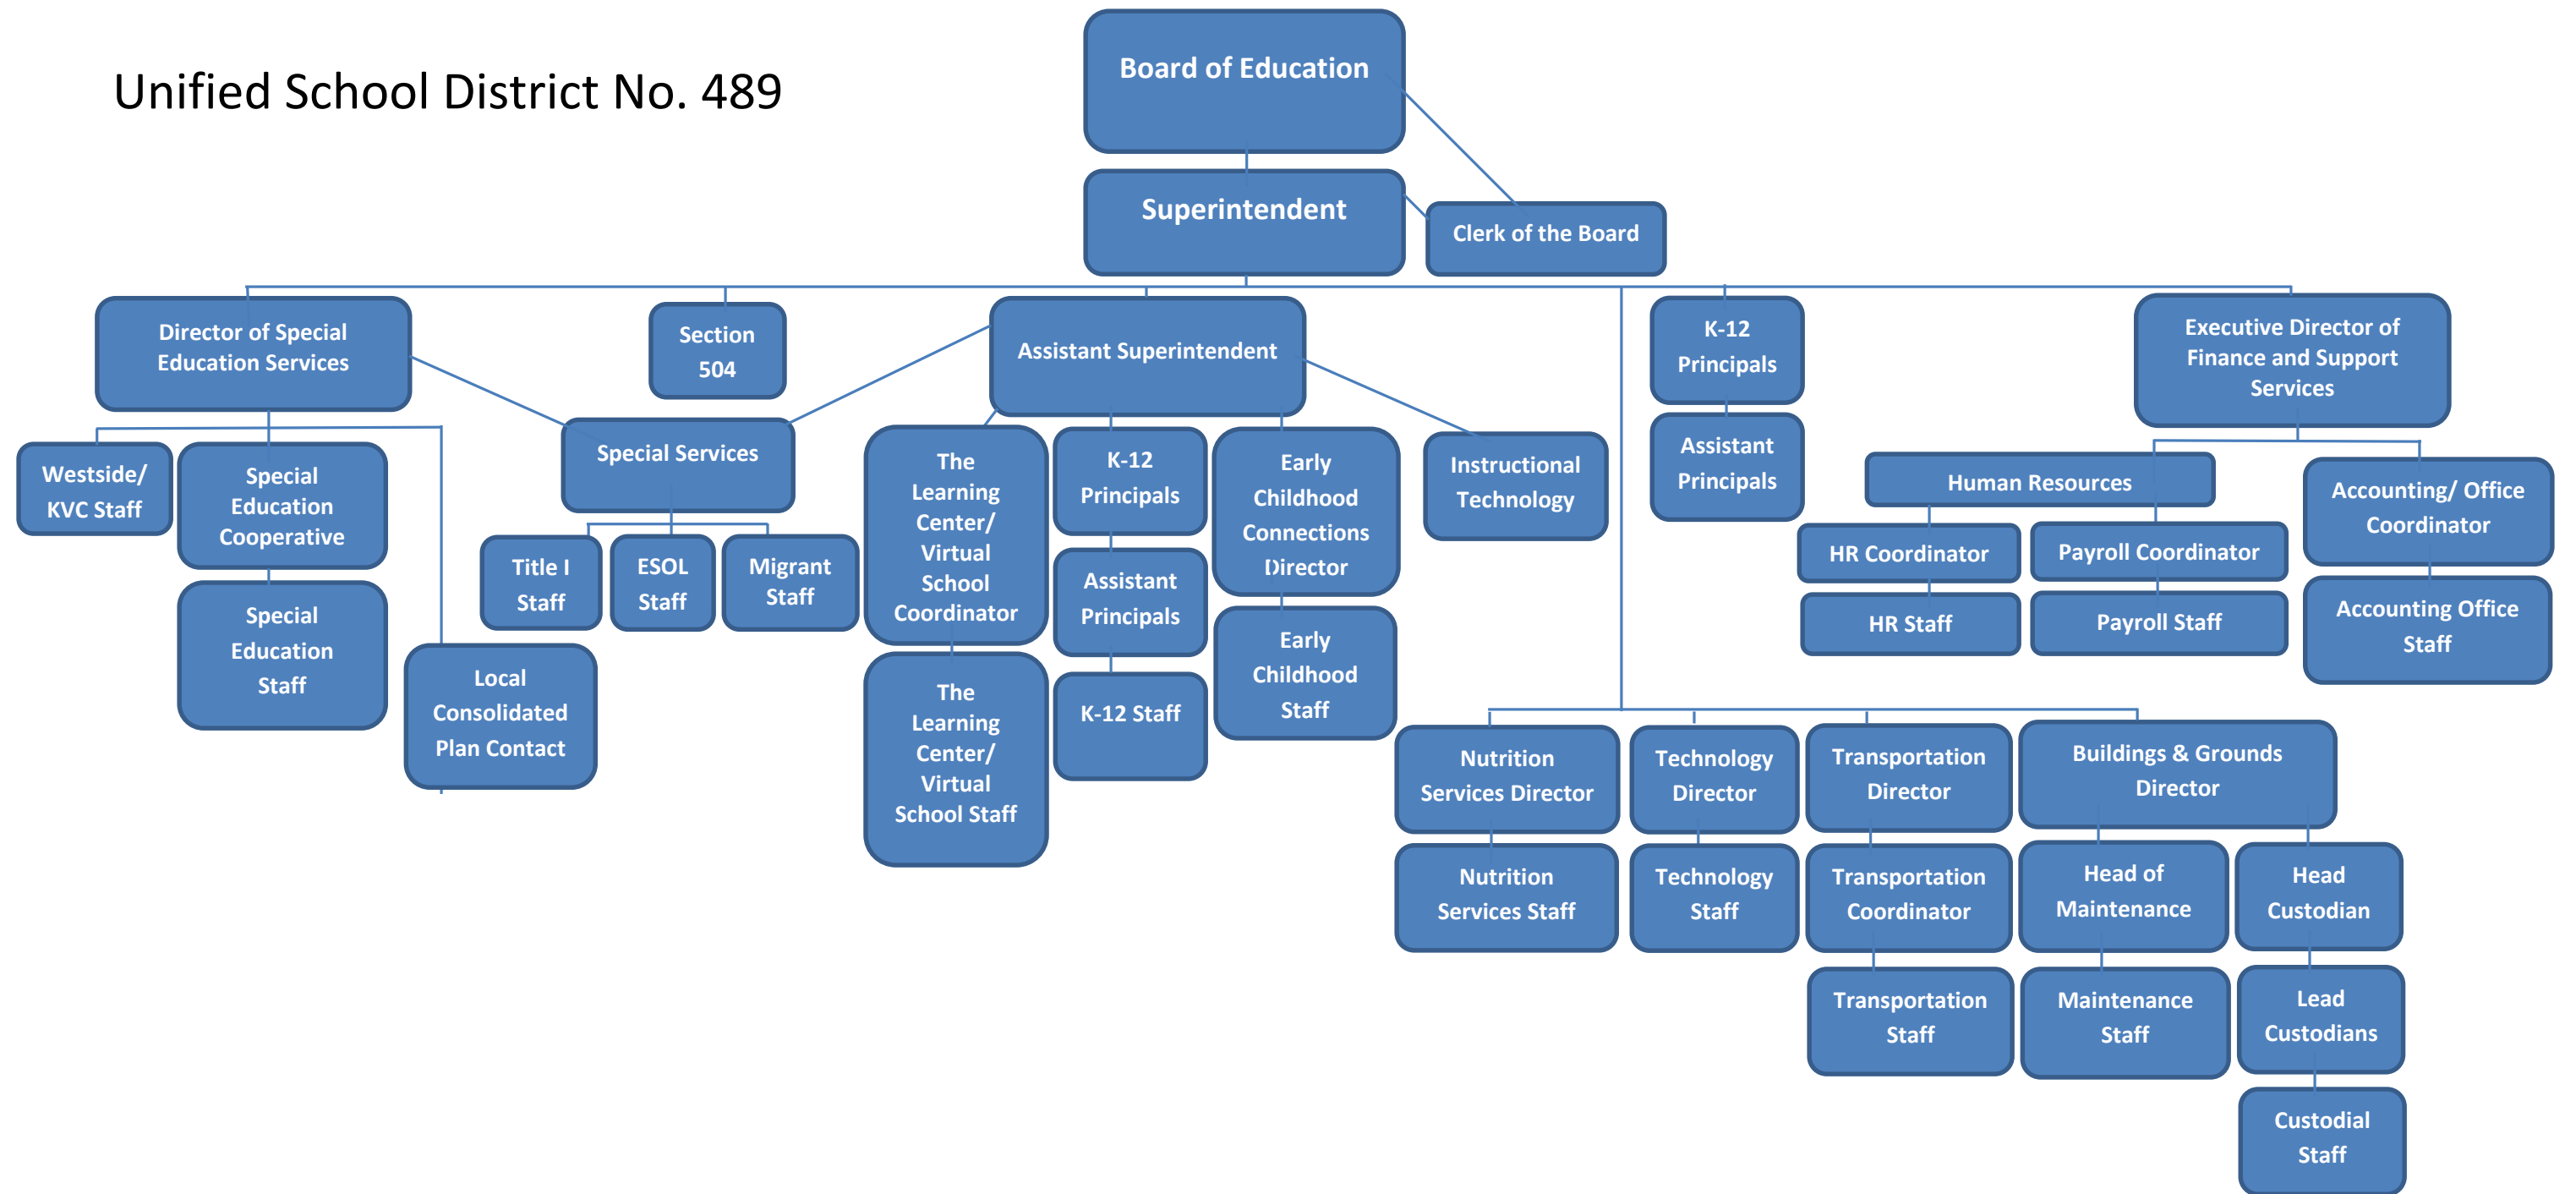 Unified School District No. 489
Board of Education
Superintendent
Clerk of the Board
Director of Special
Education Services
Section
504
Assistant Superintendent
K-12
Principals
Executive Director of
Finance and Support
Services
Assistant
Principals
Westside/
KVC Staff
Special
Education
Cooperative
Special
Education
Staff
Local
Consolidated
Plan Contact
Special Services
Title I
Staff
ESOL
Staff
Migrant
Staff
The
Learning
Center/
Virtual
School
Coordinator
The
Learning
Center/
Virtual
School Staff
K-12
Principals
Assistant
Principals
K-12 Staff
Early
Childhood
Connections
Director
Early
Childhood
Staff
Instructional
Technology
Human Resources
HR Coordinator
HR Staff
Payroll Coordinator
Payroll Staff
Accounting/ Office
Coordinator
Accounting Office
Staff
Nutrition
Services Director
Nutrition
Services Staff
Technology
Director
Technology
Staff
Transportation
Director
Transportation
Coordinator
Transportation
Staff
Buildings & Grounds
Director
Head of
Maintenance
Maintenance
Staff
Head
Custodian
Lead
Custodians
Custodial
Staff